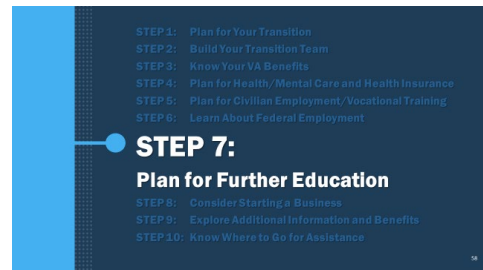 STEP 1: Plan for Your Transition
STEP 2: Build Your Transition Team
STEP 3: Know Your VA Benefits
STEP 4: Plan for Health/Mental Care and Health Insurance
STEP 5: Plan for Civilian Employment/Vocational Training
STEP 6: Learn About Federal Employment
STEP 7:
Plan for Further Education
STEP 8: Consider Starting a Business
STEP 9: Explore Additional Information and Benefits
STEP 10: Know Where to Go for Assistance
58